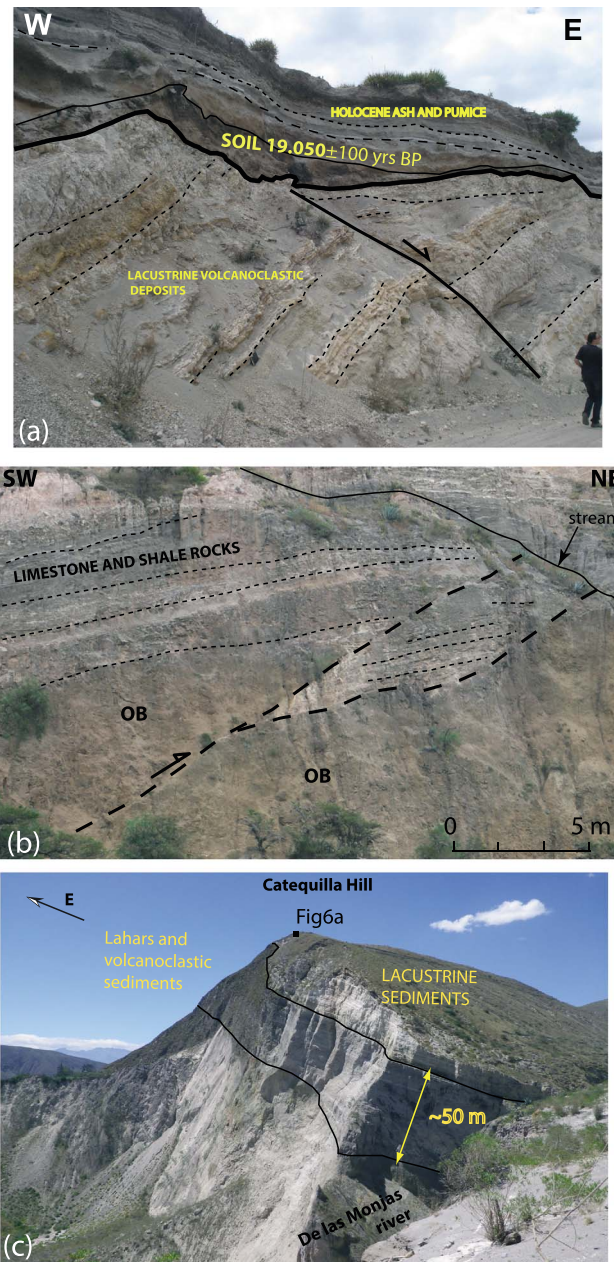 W
E
HOLOCENE ASH AND PUMICE
SOIL 19.050±100 yrs BP
LACUSTRINE VOLCANOCLASTIC
DEPOSITS
(a)
SW
NE
stream
LIMESTONE AND SHALE ROCKS
OB
OB
0
5 m
(b)
Catequilla Hill
E
Fig6a
Lahars and
volcanoclastic
sediments
LACUSTRINE
SEDIMENTS
~50 m
De las Monjas
river
(c)